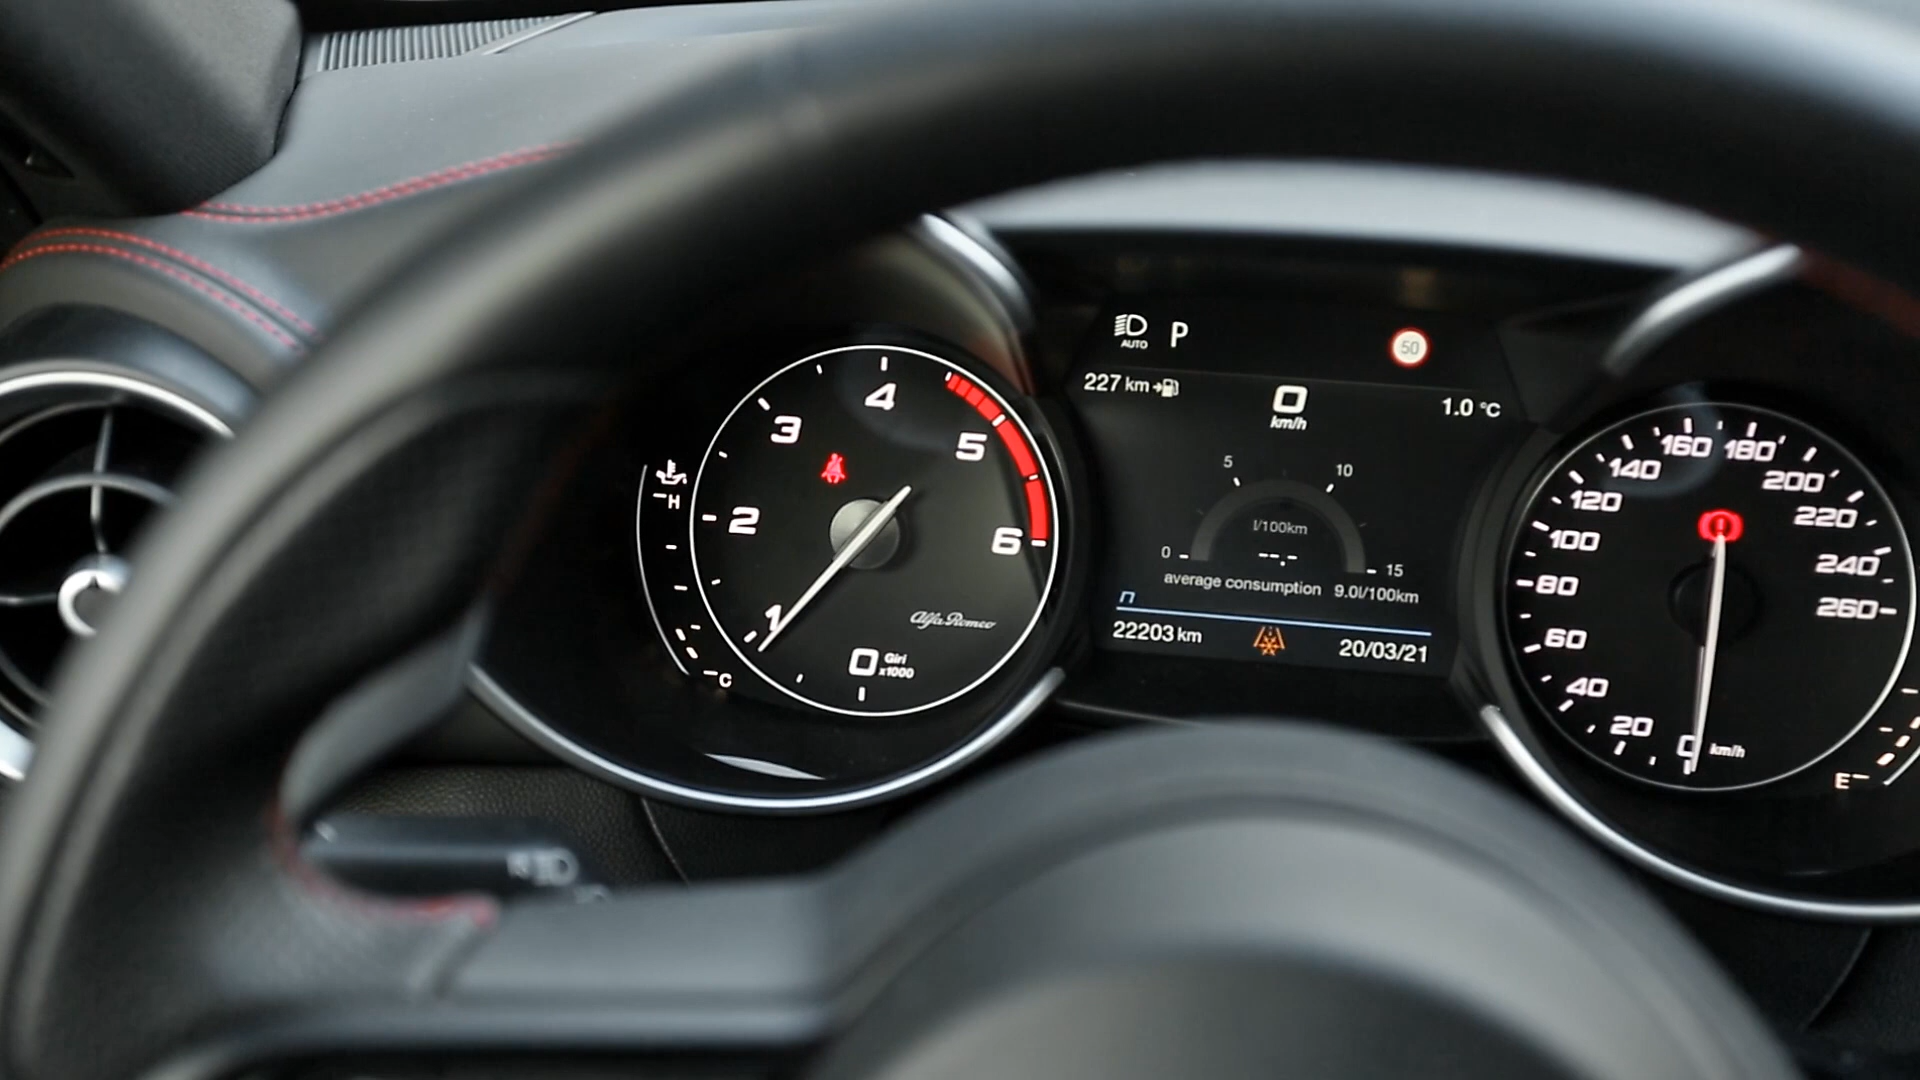 AUTO P 50
227 km 0 km/h 1.0 °C
5 10
l/100km
0 --.- 15
average consumption 9.0l/100km
22203 km 20/03/21
H
C
1 2 3 4 5 6
Alfa Romeo
0 Giri x1000
0 20 40 60 80 100 120 140 160 180 200 220 240 260
km/h
E